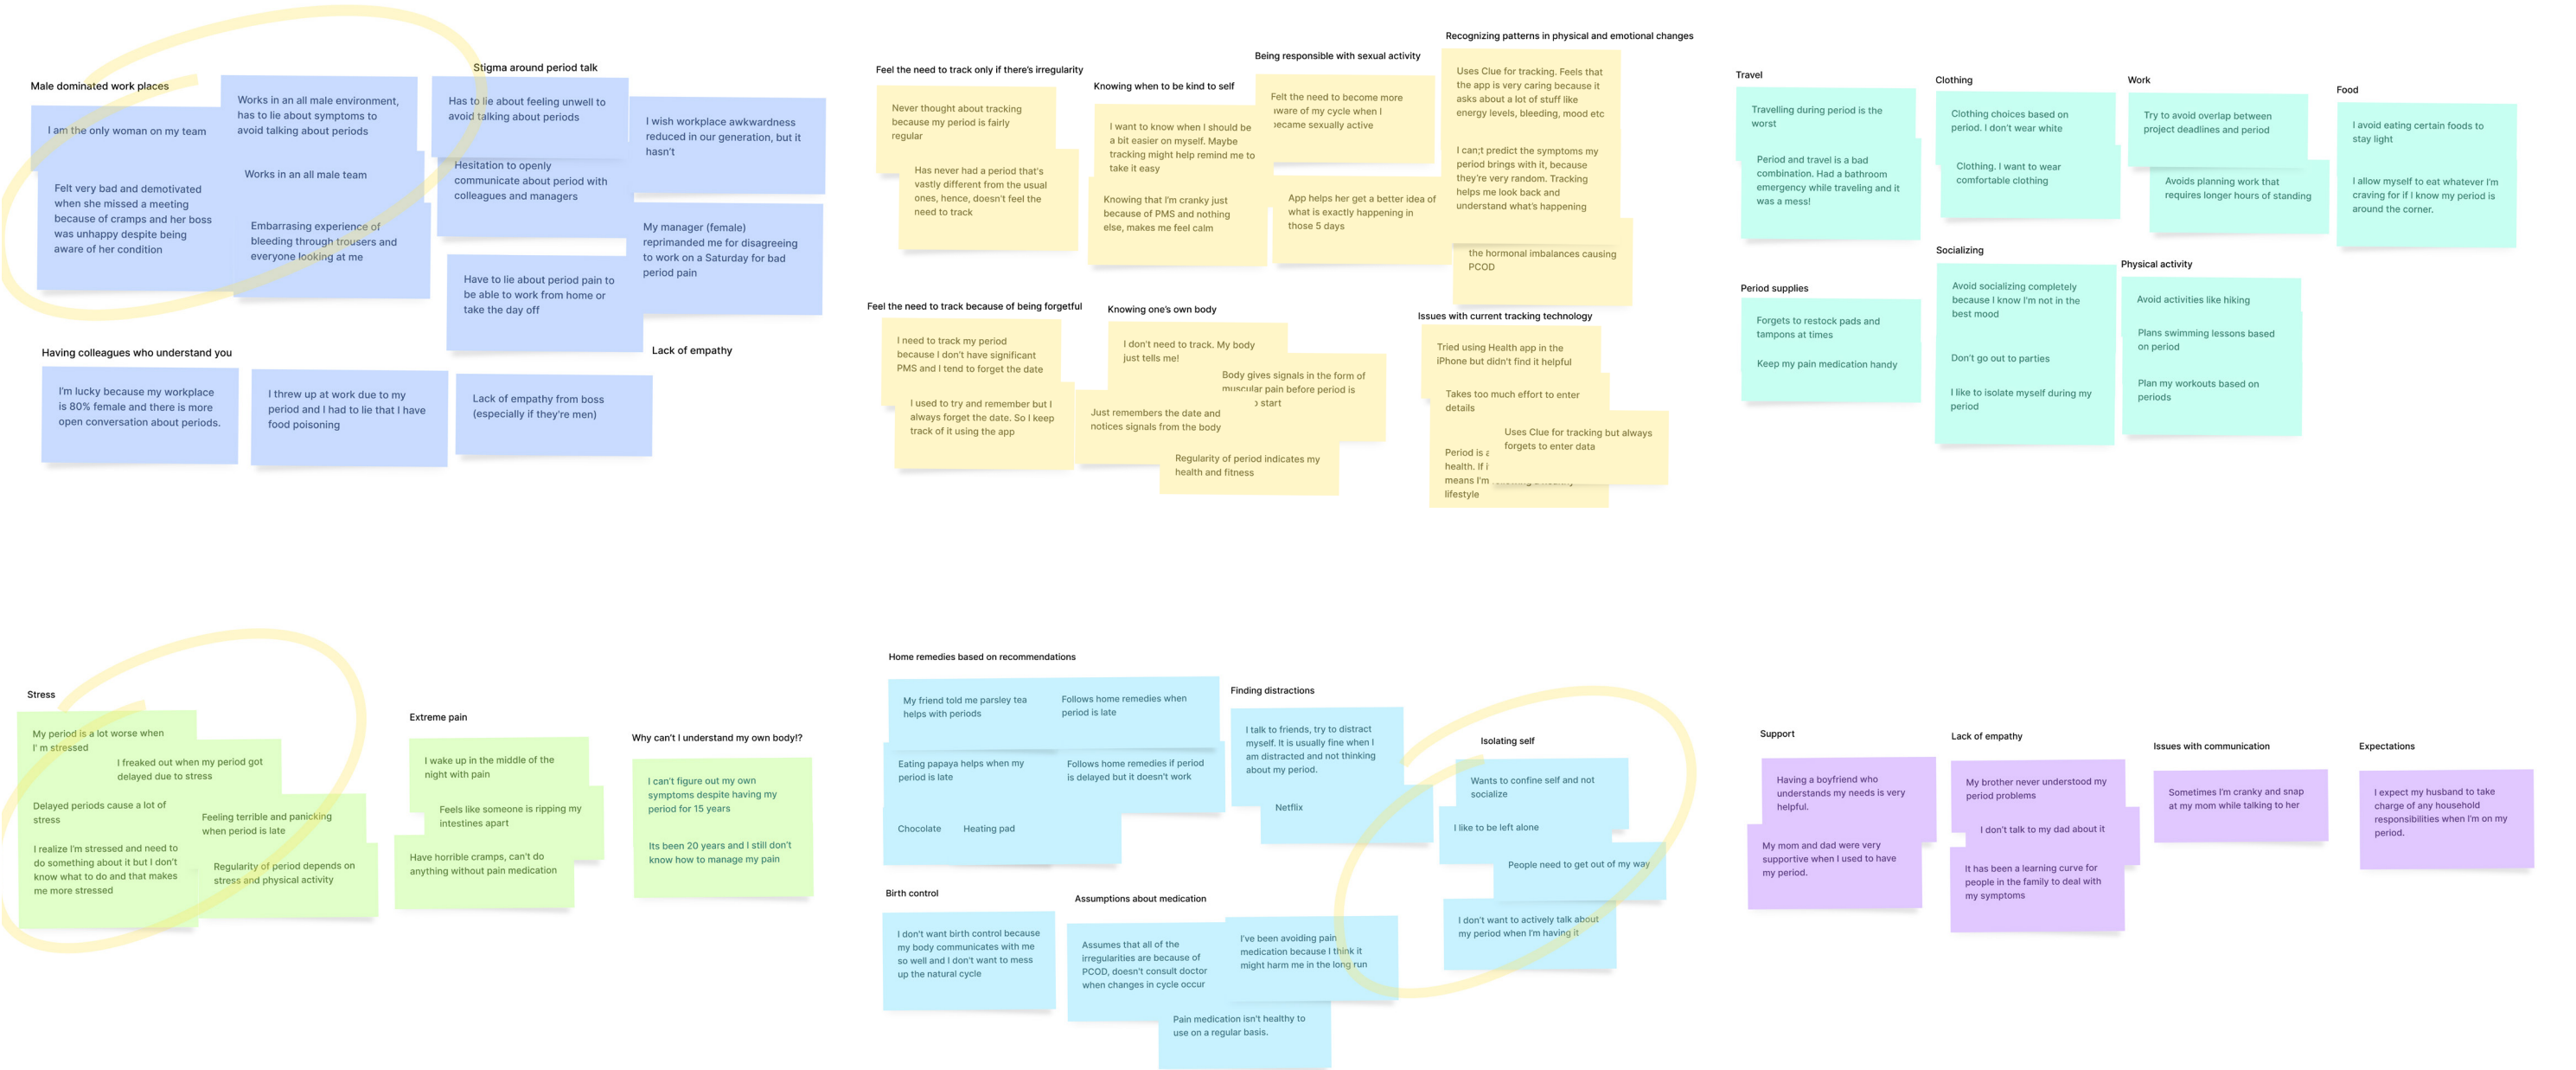 Male dominated work places
I am the only woman on my team
Felt very bad and demotivated
when she missed a meeting
because of cramps and her boss
was unhappy despite being
aware of her condition
Works in an all male environment,
has to lie about symptoms to
avoid talking about periods
Works in an all male team
Embarrasing experience of
bleeding through trousers and
everyone looking at me
Stigma around period talk
Has to lie about feeling unwell to
avoid talking about periods
Hesitation to openly
communicate about period with
colleagues and managers
Have to lie about period pain to
be able to work from home or
take the day off
I wish workplace awkwardness
reduced in our generation, but it
hasn't
My manager (female)
reprimanded me for disagreeing
to work on a Saturday for bad
period pain
Having colleagues who understand you
I'm lucky because my workplace
is 80% female and there is more
open conversation about periods.
I threw up at work due to my
period and I had to lie that I have
food poisoning
Lack of empathy
Lack of empathy from boss
(especially if they're men)
Feel the need to track only if there's irregularity
Never thought about tracking
because my period is fairly
regular
Has never had a period that's
vastly different from the usual
ones, hence, doesn't feel the
need to track
Knowing when to be kind to self
I want to know when I should be
a bit easier on myself. Maybe
tracking might help remind me to
take it easy
Knowing that I'm cranky just
because of PMS and nothing
else, makes me feel calm
Being responsible with sexual activity
Felt the need to become more
aware of my cycle when I
became sexually active
App helps her get a better idea of
what is exactly happening in
those 5 days
Recognizing patterns in physical and emotional changes
Uses Clue for tracking. Feels that
the app is very caring because it
asks about a lot of stuff like
energy levels, bleeding, mood etc
I can;t predict the symptoms my
period brings with it, because
they're very random. Tracking
helps me look back and
understand what's happening
the hormonal imbalances causing
PCOD
Feel the need to track because of being forgetful
I need to track my period
because I don't have significant
PMS and I tend to forget the date
I used to try and remember but I
always forget the date. So I keep
track of it using the app
Knowing one's own body
I don't need to track. My body
just tells me!
Body gives signals in the form of
muscular pain before period is
start
Just remembers the date and
notices signals from the body
Regularity of period indicates my
health and fitness
Issues with current tracking technology
Tried using Health app in the
iPhone but didn't find it helpful
Takes too much effort to enter
details
Uses Clue for tracking but always
forgets to enter data
Period is
health. If
means I'm
lifestyle
Travel
Travelling during period is the
worst
Period and travel is a bad
combination. Had a bathroom
emergency while traveling and it
was a mess!
Clothing
Clothing choices based on
period. I don't wear white
Clothing. I want to wear
comfortable clothing
Work
Try to avoid overlap between
project deadlines and period
Avoids planning work that
requires longer hours of standing
Food
I avoid eating certain foods to
stay light
I allow myself to eat whatever I'm
craving for if I know my period is
around the corner.
Period supplies
Forgets to restock pads and
tampons at times
Keep my pain medication handy
Socializing
Avoid socializing completely
because I know I'm not in the
best mood
Don't go out to parties
I like to isolate myself during my
period
Physical activity
Avoid activities like hiking
Plans swimming lessons based
on period
Plan my workouts based on
periods
Stress
My period is a lot worse when
I' m stressed
I freaked out when my period got
delayed due to stress
Delayed periods cause a lot of
stress
Feeling terrible and panicking
when period is late
I realize I'm stressed and need to
do something about it but I don't
know what to do and that makes
me more stressed
Regularity of period depends on
stress and physical activity
Extreme pain
I wake up in the middle of the
night with pain
Feels like someone is ripping my
intestines apart
Have horrible cramps, can't do
anything without pain medication
Why can't I understand my own body!?
I can't figure out my own
symptoms despite having my
period for 15 years
Its been 20 years and I still don't
know how to manage my pain
Home remedies based on recommendations
My friend told me parsley tea
helps with periods
Follows home remedies when
period is late
Eating papaya helps when my
period is late
Follows home remedies if period
is delayed but it doesn't work
Chocolate
Heating pad
Finding distractions
I talk to friends, try to distract
myself. It is usually fine when I
am distracted and not thinking
about my period.
Netflix
Isolating self
Wants to confine self and not
socialize
I like to be left alone
People need to get out of my way
I don't want to actively talk about
my period when I'm having it
Birth control
I don't want birth control because
my body communicates with me
so well and I don't want to mess
up the natural cycle
Assumptions about medication
Assumes that all of the
irregularities are because of
PCOD, doesn't consult doctor
when changes in cycle occur
I've been avoiding pain
medication because I think it
might harm me in the long run
Pain medication isn't healthy to
use on a regular basis.
Support
Having a boyfriend who
understands my needs is very
helpful.
My mom and dad were very
supportive when I used to have
my period.
Lack of empathy
My brother never understood my
period problems
I don't talk to my dad about it
It has been a learning curve for
people in the family to deal with
my symptoms
Issues with communication
Sometimes I'm cranky and snap
at my mom while talking to her
Expectations
I expect my husband to take
charge of any household
responsibilities when I'm on my
period.